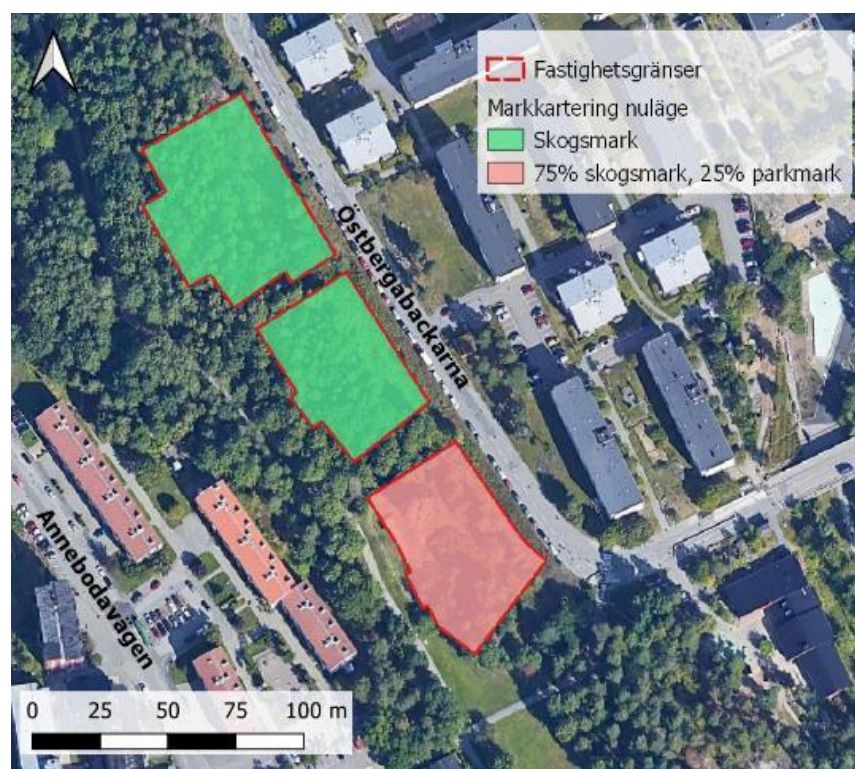 Fastighetsgränser
Markkartering nuläge
Skogsmark
75% skogsmark, 25% parkmark
Östbergabackarna
Annebodavägen
0 25 50 75 100 m